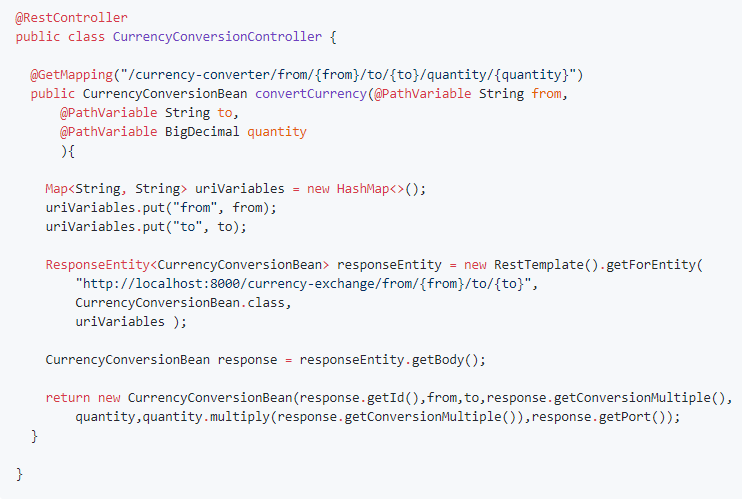 @RestController
public class CurrencyConversionController {
@GetMapping("/currency-converter/from/{from}/to/{to}/quantity/{quantity}")
public CurrencyConversionBean convertCurrency(@PathVariable String from,
@PathVariable String to,
@PathVariable BigDecimal quantity
){
Map<String, String> uriVariables = new HashMap<>();
uriVariables.put("from", from);
uriVariables.put("to", to);
ResponseEntity<CurrencyConversionBean> responseEntity = new RestTemplate().getForEntity(
"http://localhost:8000/currency-exchange/from/{from}/to/{to}",
CurrencyConversionBean.class,
uriVariables );
CurrencyConversionBean response = responseEntity.getBody();
return new CurrencyConversionBean(response.getId(),from,to,response.getConversionMultiple(),
quantity,quantity.multiply(response.getConversionMultiple()),response.getPort());
}
}